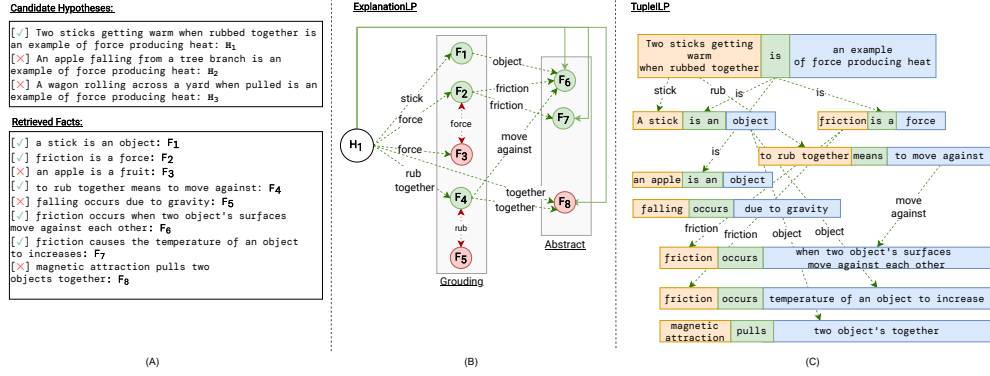 Candidate Hypotheses:
[✓] Two sticks getting warm when rubbed together is
an example of force producing heat: H1
[✕] An apple falling from a tree branch is an
example of force producing heat: H2
[✕] A wagon rolling across a yard when pulled is an
example of force producing heat: H3
Retrieved Facts:
[✓] a stick is an object: F1
[✓] friction is a force: F2
[✕] an apple is a fruit: F3
[✓] to rub together means to move against: F4
[✕] falling occurs due to gravity: F5
[✓] friction occurs when two object's surfaces
move against each other: F6
[✓] friction causes the temperature of an object
to increases: F7
[✕] magnetic attraction pulls two
objects together: F8
(A)
ExplanationLP
H1
F1
F2
F3
F4
F5
F6
F7
F8
stick
force
force
rub
together
object
friction
friction
force
move
against
together
together
rub
Grouding
Abstract
(B)
TupleILP
Two sticks getting
warm
when rubbed together
is
an example
of force producing heat
stick
rub
is
is
A stick
is an
object
friction
is a
force
is
to rub together
means
to move against
an apple
is an
object
falling
occurs
due to gravity
move
against
friction
friction
object
object
friction
occurs
when two object's surfaces
move against each other
friction
occurs
temperature of an object to increase
magnetic
attraction
pulls
two object's together
(C)